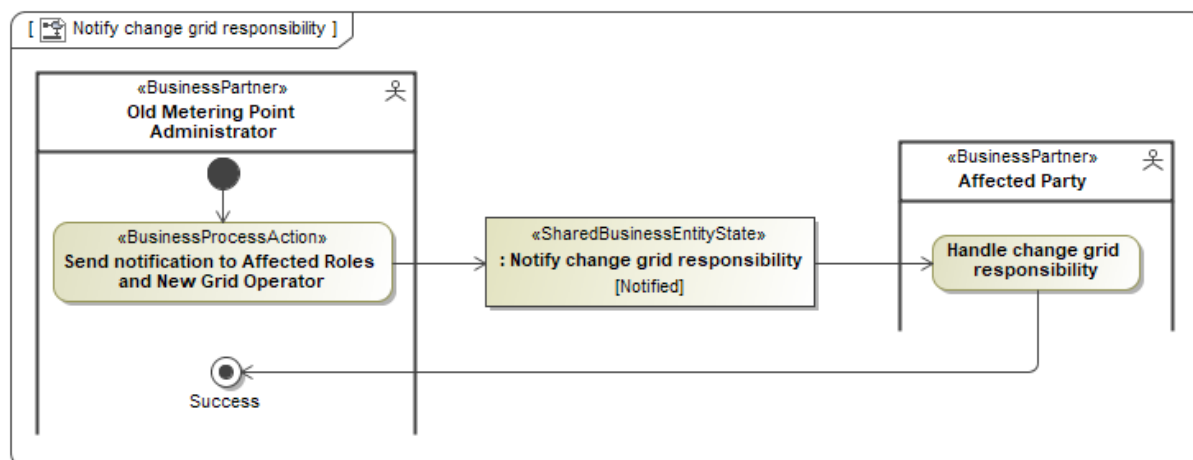 [ Notify change grid responsibility ]
«BusinessPartner»
Old Metering Point
Administrator
«BusinessPartner»
Affected Party
«BusinessProcessAction»
Send notification to Affected Roles
and New Grid Operator
«SharedBusinessEntityState»
: Notify change grid responsibility
[Notified]
Handle change grid
responsibility
Success